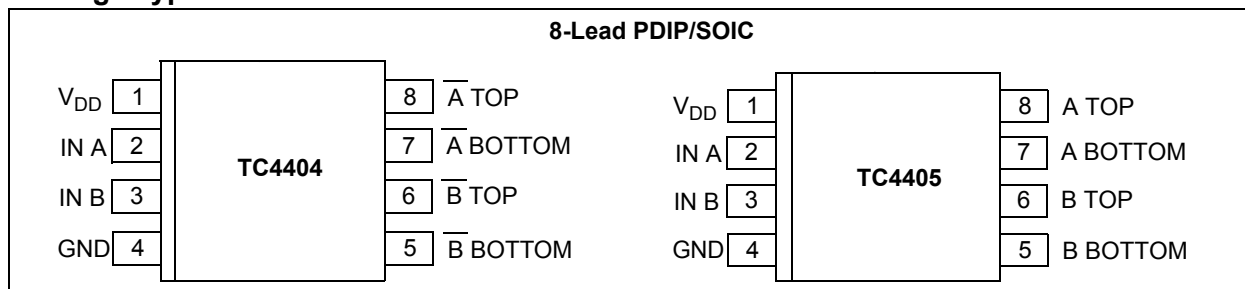 8-Lead PDIP/SOIC
VDD 1
IN A 2
IN B 3
GND 4
TC4404
8 A̅ TOP
7 A̅ BOTTOM
6 B̅ TOP
5 B̅ BOTTOM
VDD 1
IN A 2
IN B 3
GND 4
TC4405
8 A TOP
7 A BOTTOM
6 B TOP
5 B BOTTOM